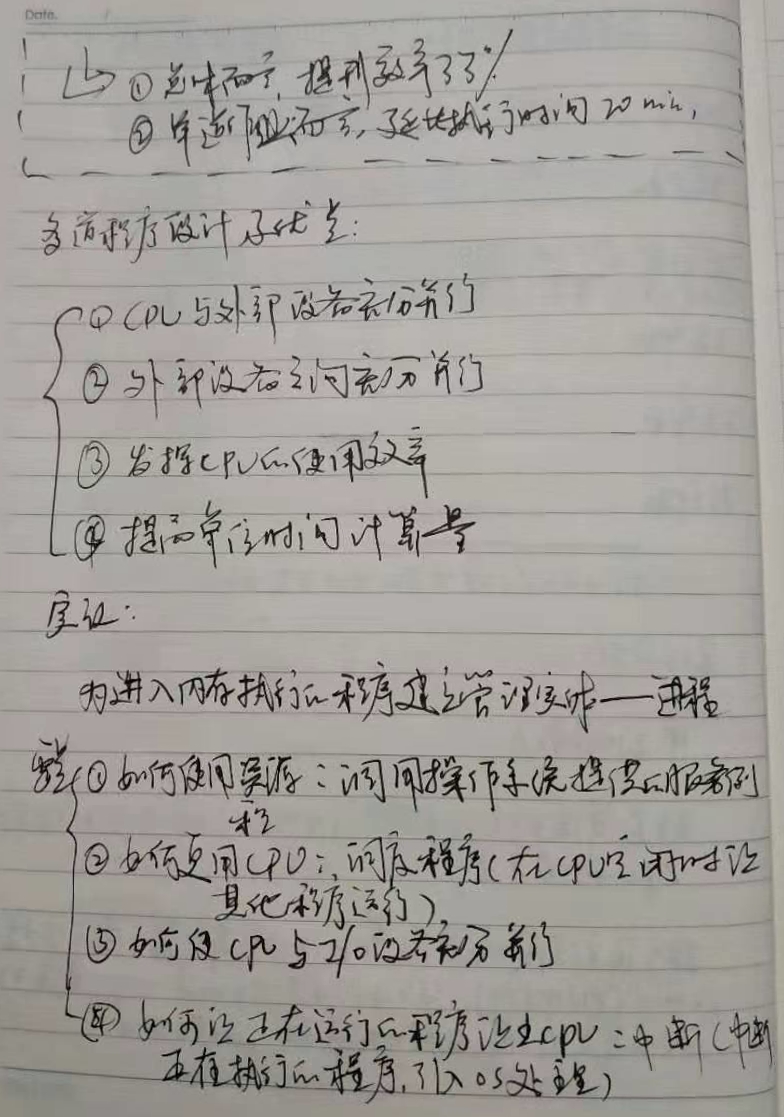 Date.
① 总体而言, 提升效率33%
② 单道作业而言, 延长执行时间 20 min,
多道程序设计 优点:
① CPU与外部设备充分并行
② 外部设备之间充分并行
③ 发挥CPU的使用效率
④ 提高单位时间计算量
实现:
为进入内存执行的程序建立管理实体——进程
① 如何使用资源: 调用操作系统提供的服务例
程
② 如何复用CPU: 调度程序(在CPU空闲时让
其他程序运行)
③ 如何使CPU与I/O设备充分并行
④ 如何让正在运行的程序让出CPU: 中断(中断
正在执行的程序, 引入OS处理)